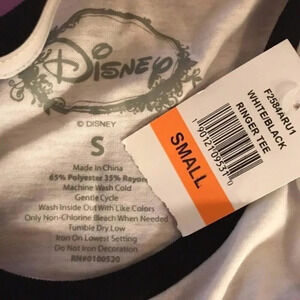 Disney
© DISNEY
S
Made in China
65% Polyester 35% Rayon
Machine Wash Cold
Gentle Cycle
Wash Inside Out With Like Colors
Only Non-Chlorine Bleach When Needed
Tumble Dry Low
Iron On Lowest Setting
Do Not Iron Decoration
RN#0100520
F2584ARU1
WHITE/BLACK
RINGER TEE
SMALL